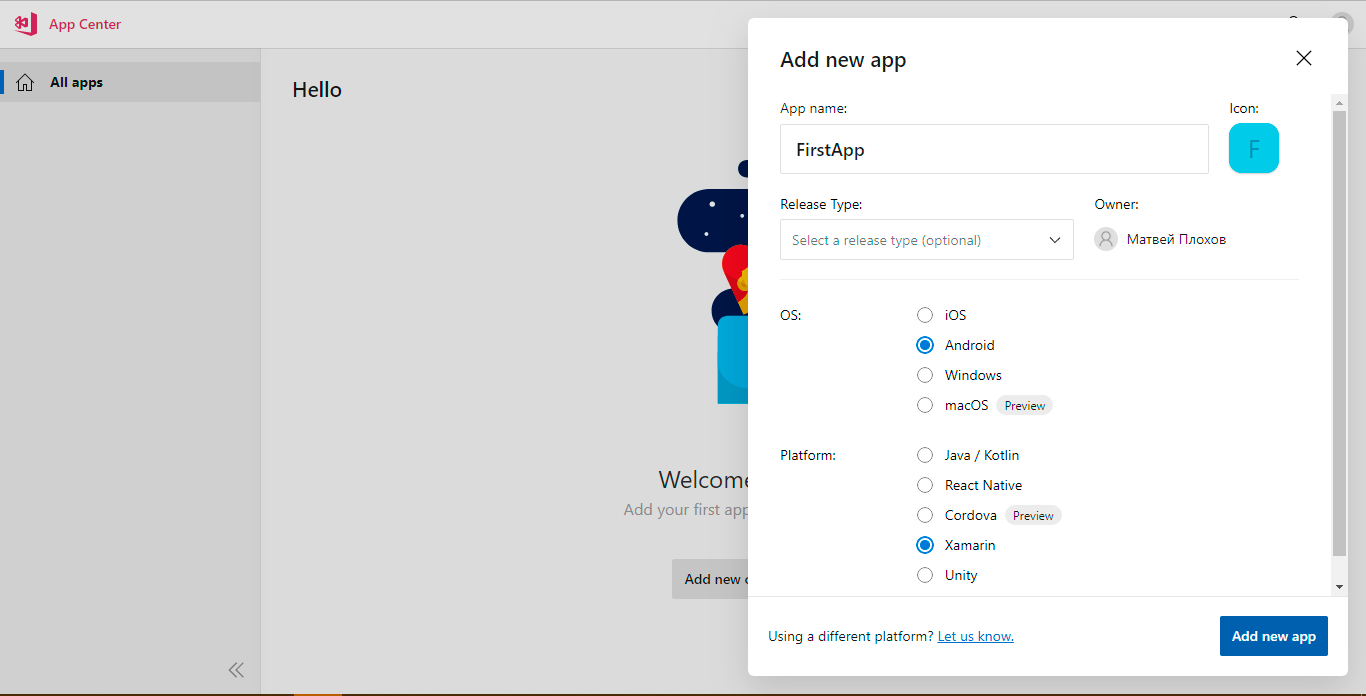 App Center
All apps
Hello
Welcome
Add your first app
Add new
Add new app
App name:
Icon:
FirstApp
F
Release Type:
Owner:
Select a release type (optional)
Матвей Плохов
OS:
iOS
Android
Windows
macOS Preview
Platform:
Java / Kotlin
React Native
Cordova Preview
Xamarin
Unity
Using a different platform? Let us know.
Add new app